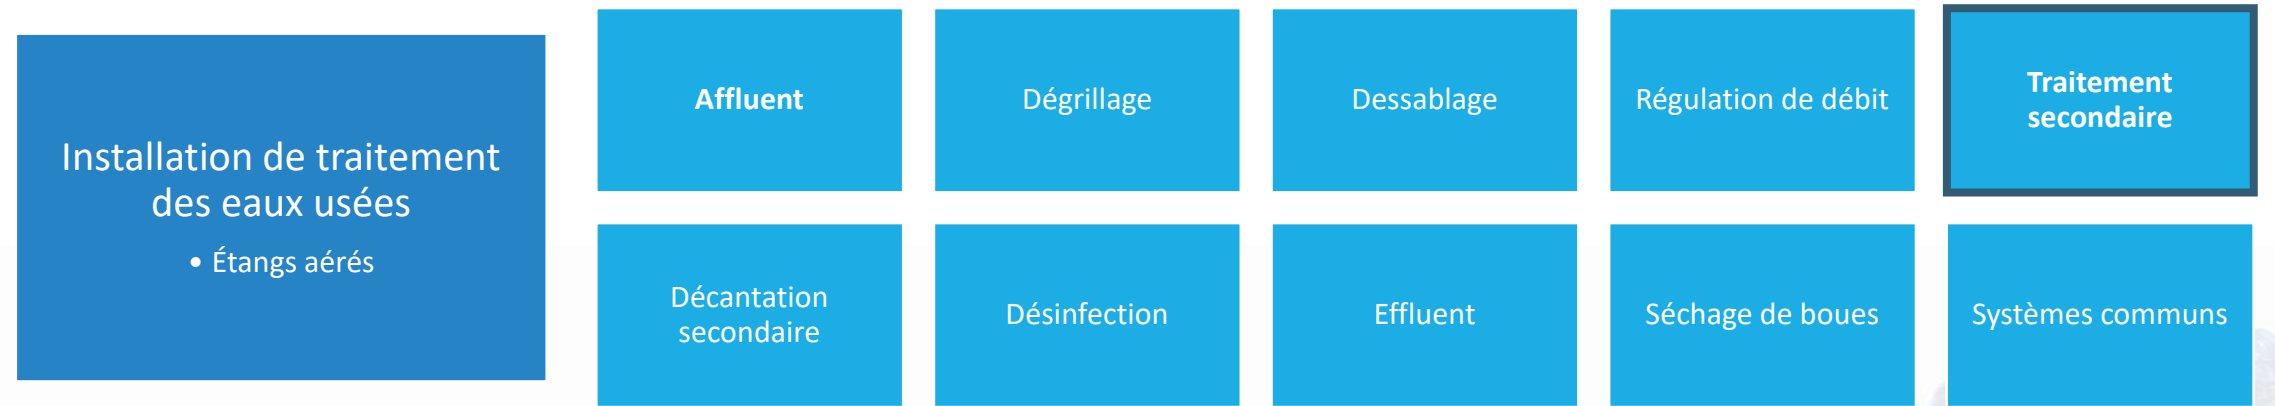 Installation de traitement
des eaux usées
• Étangs aérés
Affluent
Dégrillage
Dessablage
Régulation de débit
Traitement
secondaire
Décantation
secondaire
Désinfection
Effluent
Séchage de boues
Systèmes communs